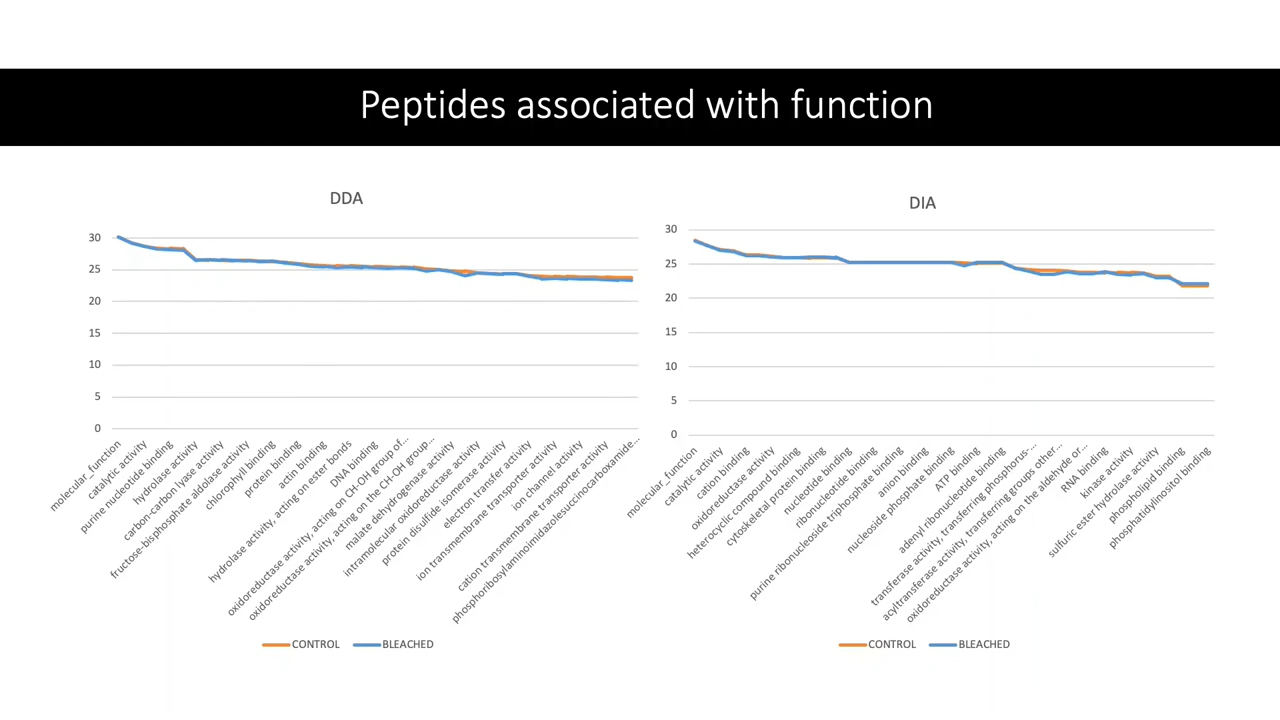 Peptides associated with function
DDA
30
25
20
15
10
5
0
molecular_function
catalytic activity
purine nucleotide binding
hydrolase activity
carbon-carbon lyase activity
fructose-bisphosphate aldolase activity
chlorophyll binding
protein binding
actin binding
hydrolase activity, acting on ester bonds
DNA binding
oxidoreductase activity, acting on CH-OH group of…
oxidoreductase activity, acting on the CH-OH group…
malate dehydrogenase activity
intramolecular oxidoreductase activity
protein disulfide isomerase activity
electron transfer activity
ion transmembrane transporter activity
ion channel activity
cation transmembrane transporter activity
phosphoribosylaminoimidazolesuccinocarboxamide…
CONTROL
BLEACHED
DIA
30
25
20
15
10
5
0
molecular_function
catalytic activity
cation binding
oxidoreductase activity
heterocyclic compound binding
cytoskeletal protein binding
nucleotide binding
ribonucleotide binding
purine ribonucleoside triphosphate binding
anion binding
nucleoside phosphate binding
ATP binding
adenyl ribonucleotide binding
transferase activity, transferring phosphorus-…
acyltransferase activity, transferring groups other…
oxidoreductase activity, acting on the aldehyde or…
RNA binding
kinase activity
sulfuric ester hydrolase activity
phospholipid binding
phosphatidylinositol binding
CONTROL
BLEACHED